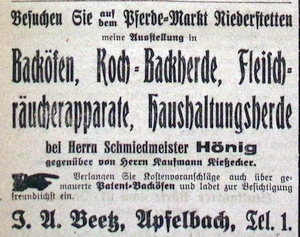 Besuchen Sie auf dem Pferde-Markt Niederstetten
meine Ausstellung in
Backöfen, Koch-Backherde, Fleisch-
räucherapparate, Haushaltungsherde
bei Herrn Schmiedmeister Hönig
gegenüber von Herrn Kaufmann Kießecker.
Verlangen Sie Kostenvoranschläge auch über ge-
mauerte Patent-Backöfen und ladet zur Besichtigung
freundlichst ein.
J. A. Beetz, Apfelbach, Tel. 1.